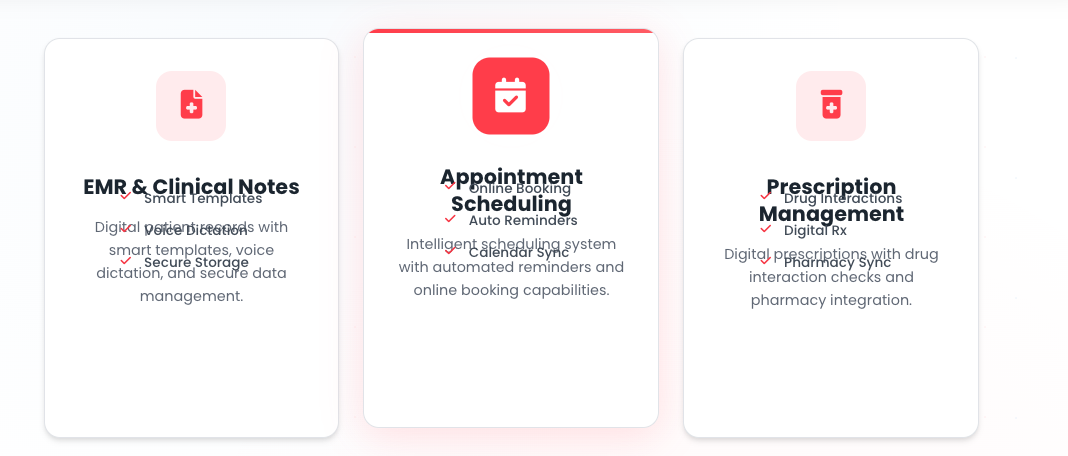 EMR & Clinical Notes
Smart Templates
Voice Dictation
Secure Storage
Digital patient records with
smart templates, voice
dictation, and secure data
management.
Appointment
Scheduling
Online Booking
Auto Reminders
Calendar Sync
Intelligent scheduling system
with automated reminders and
online booking capabilities.
Prescription
Management
Drug Interactions
Digital Rx
Pharmacy Sync
Digital prescriptions with drug
interaction checks and
pharmacy integration.